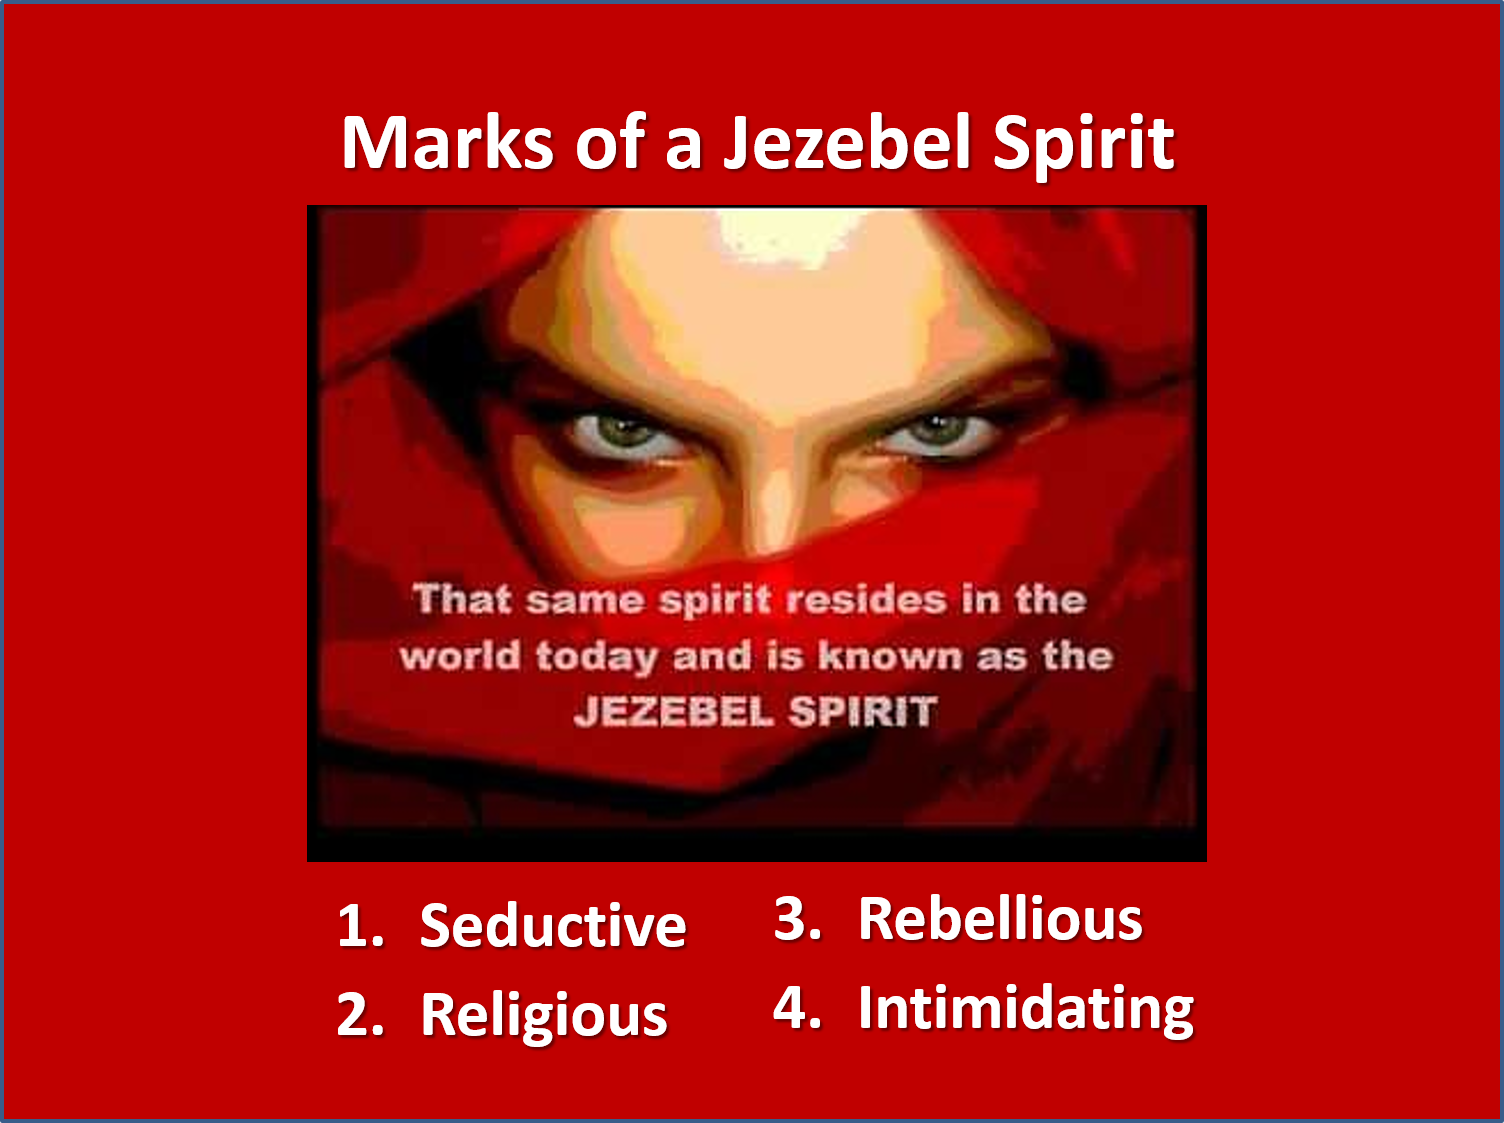 Marks of a Jezebel Spirit
That same spirit resides in the
world today and is known as the
JEZEBEL SPIRIT
1. Seductive
2. Religious
3. Rebellious
4. Intimidating